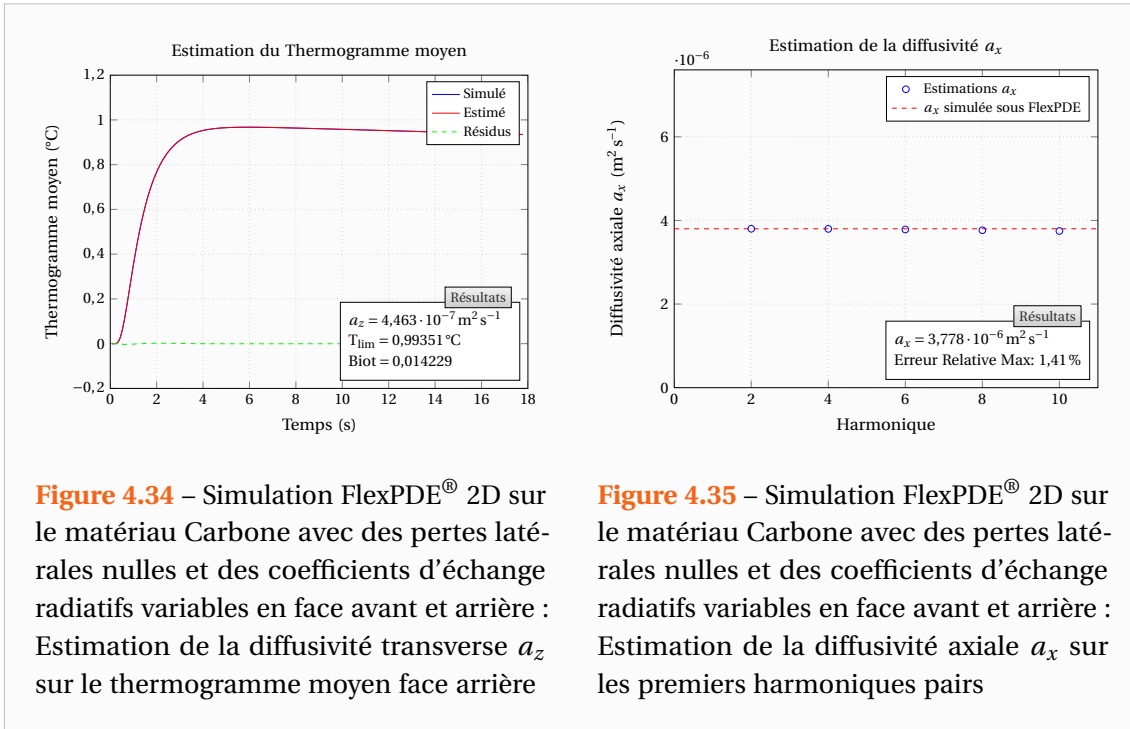 Estimation du Thermogramme moyen
1,2
1
0,8
0,6
0,4
0,2
0
−0,2
0
2
4
6
8
10
12
14
16
18
Thermogramme moyen (°C)
Temps (s)
Simulé
Estimé
Résidus
Résultats
a_z = 4,463·10⁻⁷ m² s⁻¹
T_lim = 0,99351 °C
Biot = 0,014229
Figure 4.34 – Simulation FlexPDE® 2D sur
le matériau Carbone avec des pertes laté-
rales nulles et des coefficients d'échange
radiatifs variables en face avant et arrière :
Estimation de la diffusivité transverse a_z
sur le thermogramme moyen face arrière
Estimation de la diffusivité a_x
·10⁻⁶
6
4
2
0
0
2
4
6
8
10
Diffusivité axiale a_x (m² s⁻¹)
Harmonique
Estimations a_x
a_x simulée sous FlexPDE
Résultats
a_x = 3,778·10⁻⁶ m² s⁻¹
Erreur Relative Max: 1,41 %
Figure 4.35 – Simulation FlexPDE® 2D sur
le matériau Carbone avec des pertes laté-
rales nulles et des coefficients d'échange
radiatifs variables en face avant et arrière :
Estimation de la diffusivité axiale a_x sur
les premiers harmoniques pairs